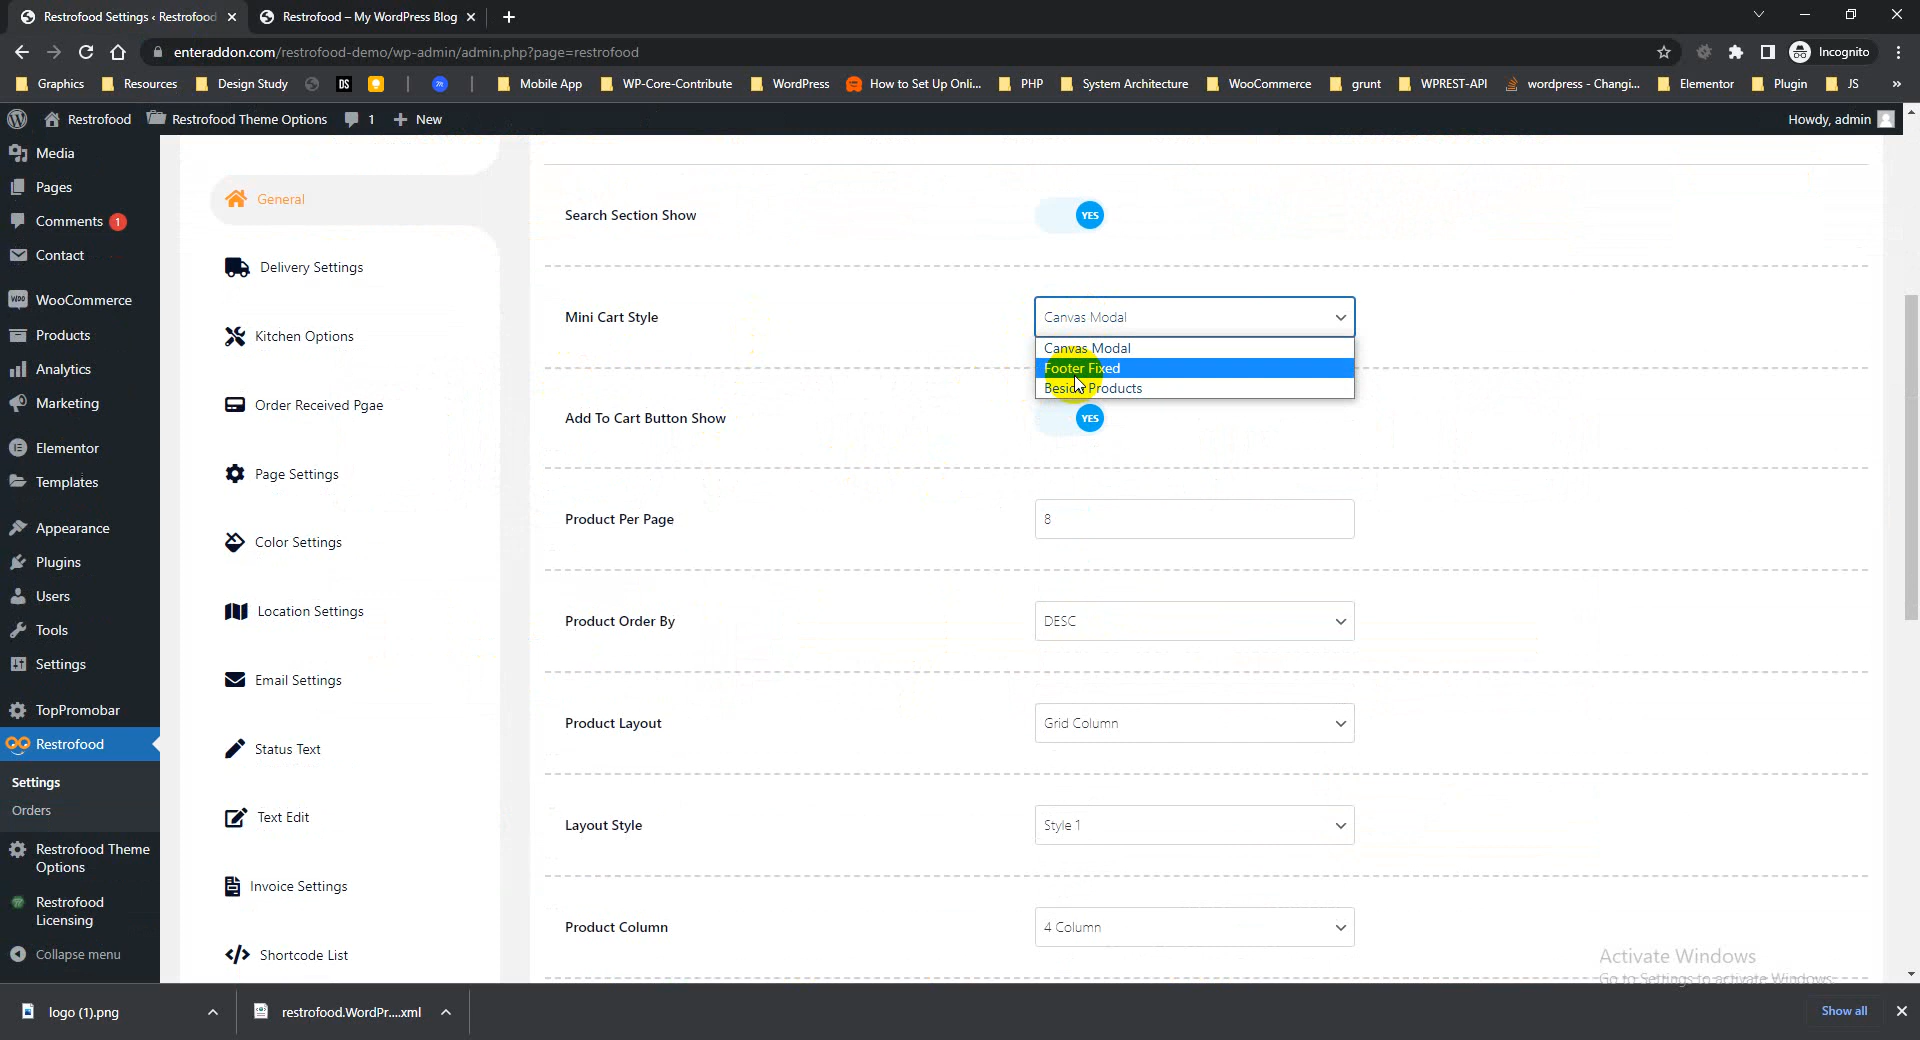 Restrofood Settings ‹ Restrofood
Restrofood – My WordPress Blog
enteraddon.com/restrofood-demo/wp-admin/admin.php?page=restrofood
Incognito
Graphics
Resources
Design Study
DS
Mobile App
WP-Core-Contribute
WordPress
How to Set Up Onli...
PHP
System Architecture
WooCommerce
grunt
WPREST-API
wordpress - Changi...
Elementor
Plugin
JS
»
Restrofood
Restrofood Theme Options
1
New
Howdy, admin
Media
Pages
Comments 1
Contact
WooCommerce
Products
Analytics
Marketing
Elementor
Templates
Appearance
Plugins
Users
Tools
Settings
TopPromobar
Restrofood
Settings
Orders
Restrofood Theme
Options
Restrofood
Licensing
Collapse menu
General
Delivery Settings
Kitchen Options
Order Received Pgae
Page Settings
Color Settings
Location Settings
Email Settings
Status Text
Text Edit
Invoice Settings
Shortcode List
Search Section Show
YES
Mini Cart Style
Canvas Modal
Canvas Modal
Footer Fixed
Beside Products
Add To Cart Button Show
YES
Product Per Page
8
Product Order By
DESC
Product Layout
Grid Column
Layout Style
Style 1
Product Column
4 Column
Activate Windows
Go to Settings to activate Windows.
logo (1).png
restrofood.WordPr....xml
Show all